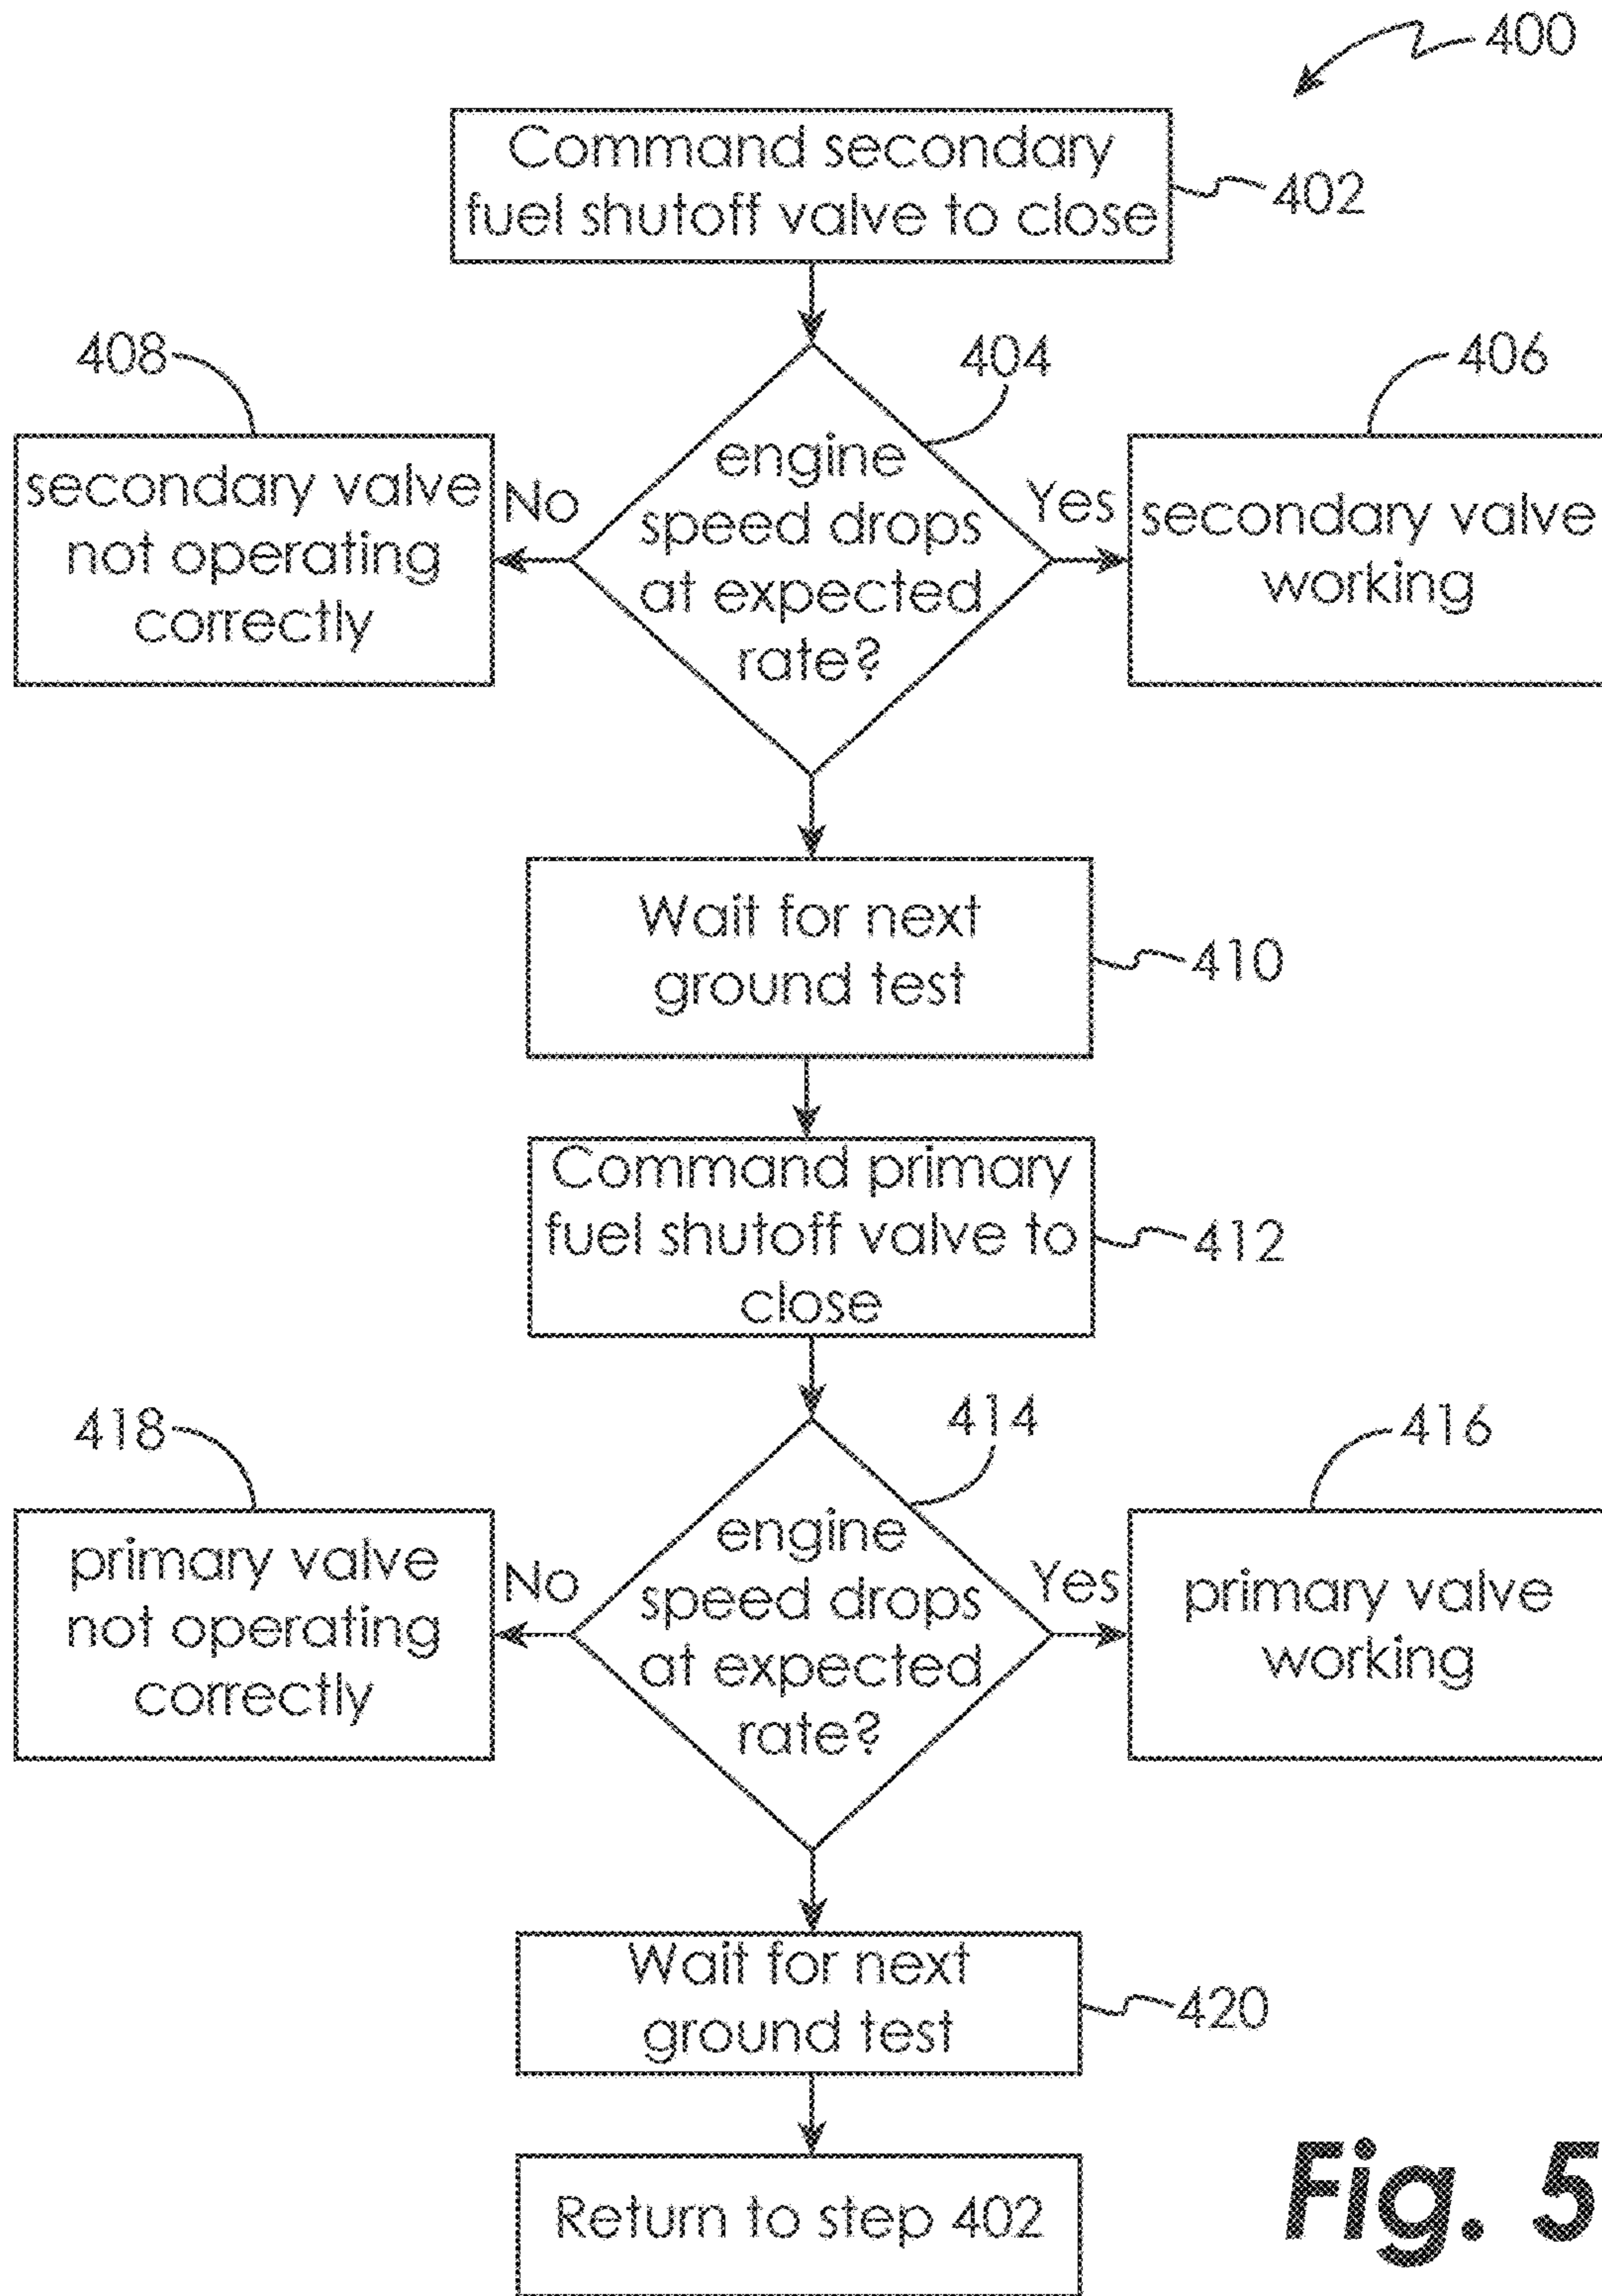 400
Command secondary
fuel shutoff valve to close
402
408
404
406
secondary valve
not operating
correctly
No
engine
speed drops
at expected
rate?
Yes
secondary valve
working
Wait for next
ground test
410
Command primary
fuel shutoff valve to
close
412
418
414
416
primary valve
not operating
correctly
No
engine
speed drops
at expected
rate?
Yes
primary valve
working
Wait for next
ground test
420
Return to step 402
Fig. 5